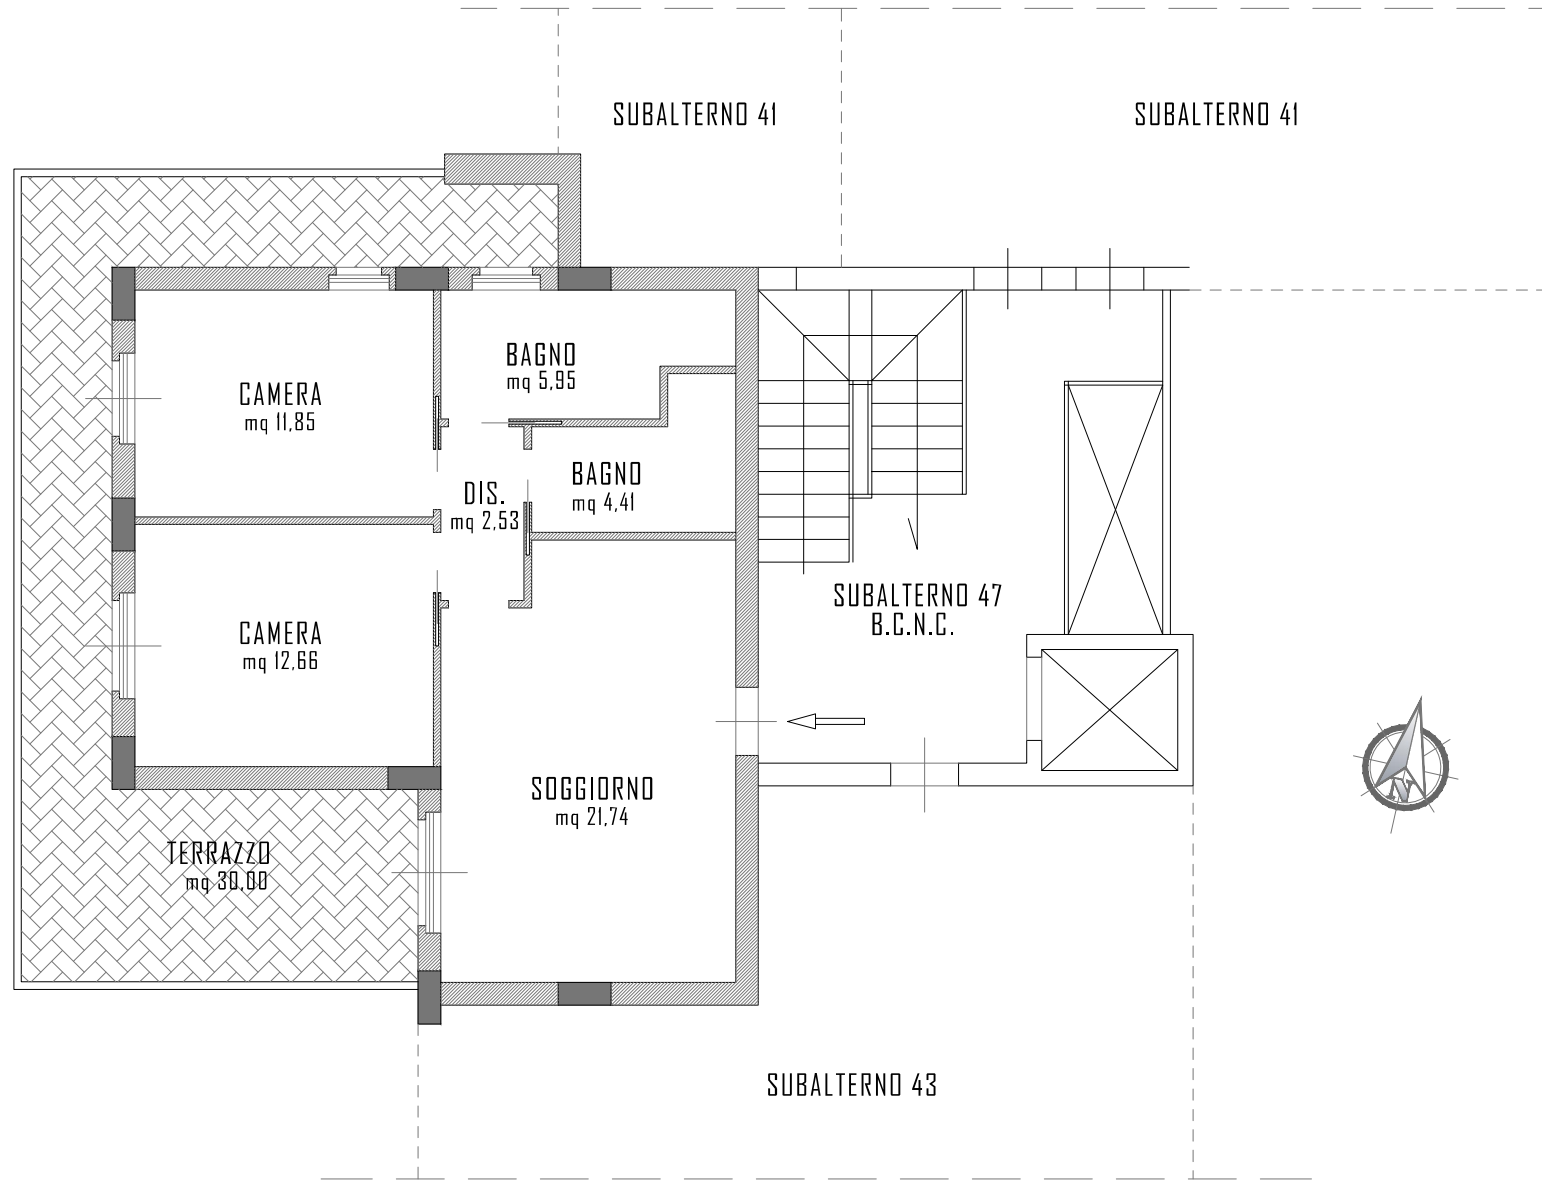 SUBALTERNO 41
SUBALTERNO 41
BAGNO
mq 5,95
CAMERA
mq 11,85
BAGNO
mq 4,41
DIS.
mq 2,53
SUBALTERNO 47
B.C.N.C.
CAMERA
mq 12,66
SOGGIORNO
mq 21,74
N
TERRAZZO
mq 30,00
SUBALTERNO 43